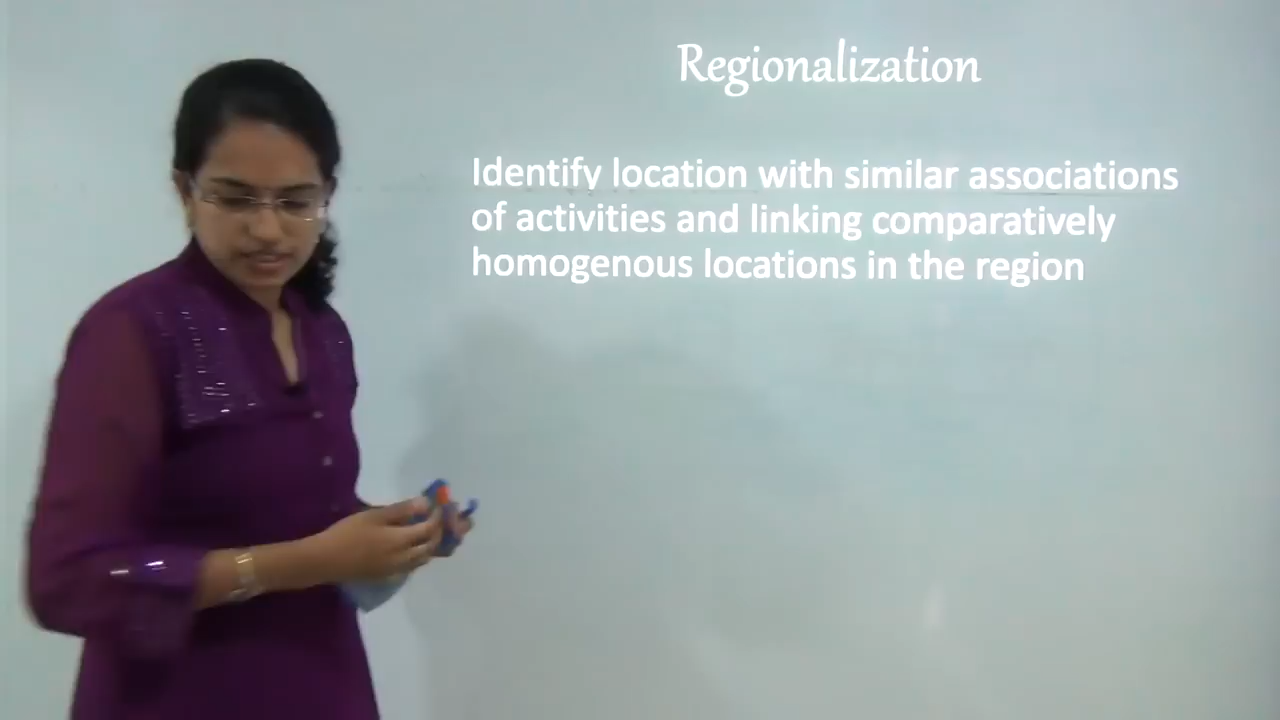 Regionalization
Identify location with similar associations
of activities and linking comparatively
homogenous locations in the region